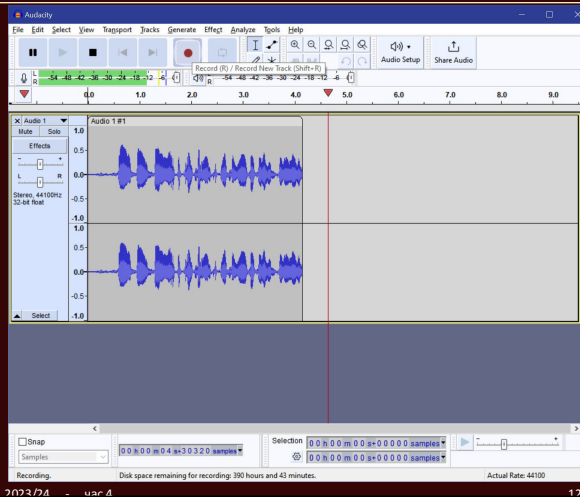 Audacity
File Edit Select View Transport Tracks Generate Effect Analyze Tools Help
Audio Setup
Share Audio
Record (R) / Record New Track (Shift+R)
L R -54 -48 -42 -36 -30 -24 -18 -12 -6 0
R -54 -48 -42 -36 -30 -24 -18 -12 -6 0
0.0 1.0 2.0 3.0 4.0 5.0 6.0 7.0 8.0 9.0
Audio 1
Audio 1 #1
Mute Solo
Effects
- +
L R
Stereo, 44100Hz
32-bit float
Select
1.0
0.5-
0.0-
-0.5-
-1.0
1.0
0.5-
0.0-
-0.5-
-1.0
Snap
Samples
00 h 00 m 04 s+30320 samples
Selection
00 h 00 m 00 s+00000 samples
00 h 00 m 00 s+00000 samples
Recording.
Disk space remaining for recording: 390 hours and 43 minutes.
Actual Rate: 44100
2023/24 - час 4